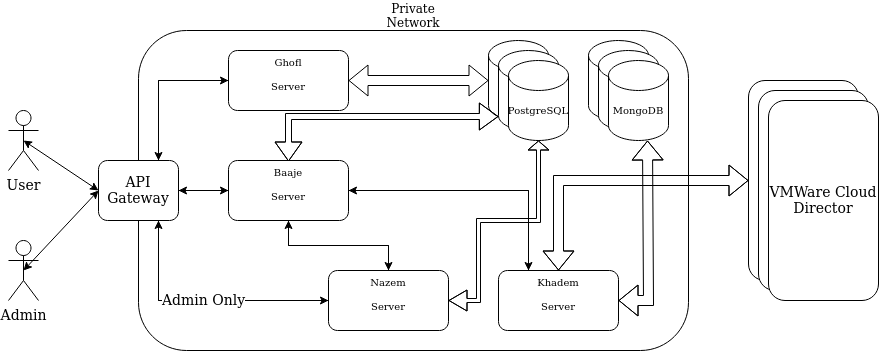 Private
Network
Ghofl
Server
PostgreSQL
MongoDB
User
API
Gateway
Baaje
Server
VMWare Cloud
Director
Admin
Admin Only
Nazem
Server
Khadem
Server